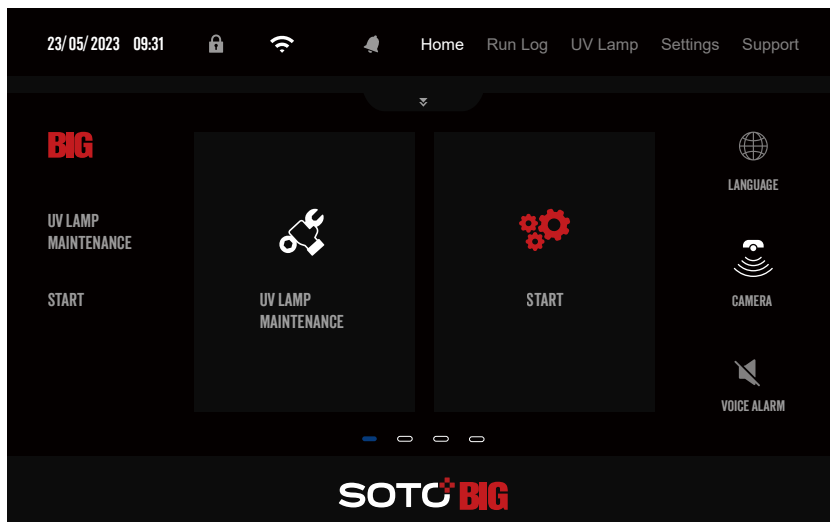 23/05/2023 09:31 Home Run Log UV Lamp Settings Support
BIG
UV LAMP
MAINTENANCE
START
UV LAMP
MAINTENANCE
START
LANGUAGE
CAMERA
VOICE ALARM
SOTO BIG